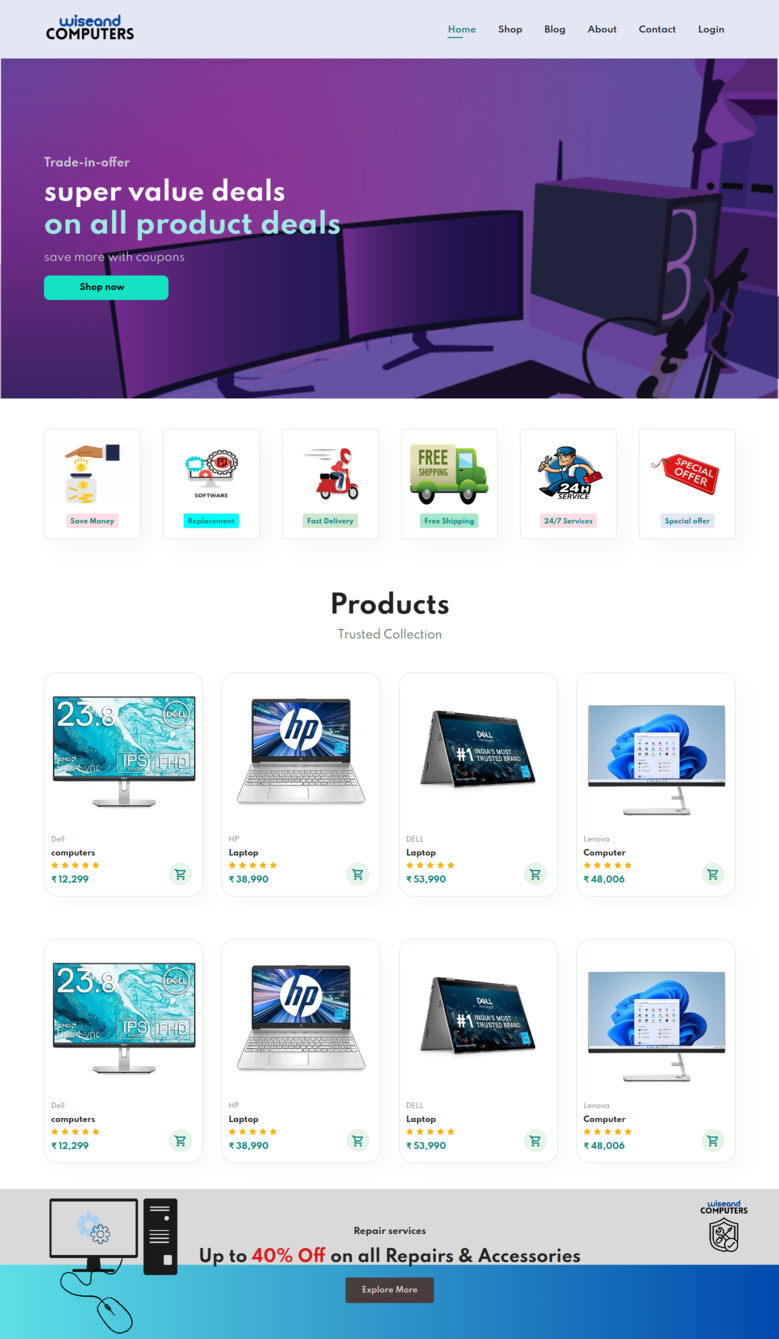 wiseand
COMPUTERS
Home Shop Blog About Contact Login
Trade-in-offer
super value deals
on all product deals
save more with coupons
Shop now
SOFTWARE
FREE
SHIPPING
24H
SERVICE
SPECIAL
OFFER
Save Money
Replacement
Fast Delivery
Free Shipping
24/7 Services
Special offer
Products
Trusted Collection
23.8
DELL
AMD
FreeSync
IPS
FHD
Dell
computers
₹ 12,299
hp
HP
Laptop
₹ 38,990
DELL
Technologies
#1 INDIA'S MOST
TRUSTED BRAND
DELL
Laptop
₹ 53,990
Lenova
Computer
₹ 48,006
23.8
DELL
AMD
FreeSync
IPS
FHD
Dell
computers
₹ 12,299
hp
HP
Laptop
₹ 38,990
DELL
Technologies
#1 INDIA'S MOST
TRUSTED BRAND
DELL
Laptop
₹ 53,990
Lenova
Computer
₹ 48,006
wiseand
COMPUTERS
Repair services
Up to 40% Off on all Repairs & Accessories
Explore More